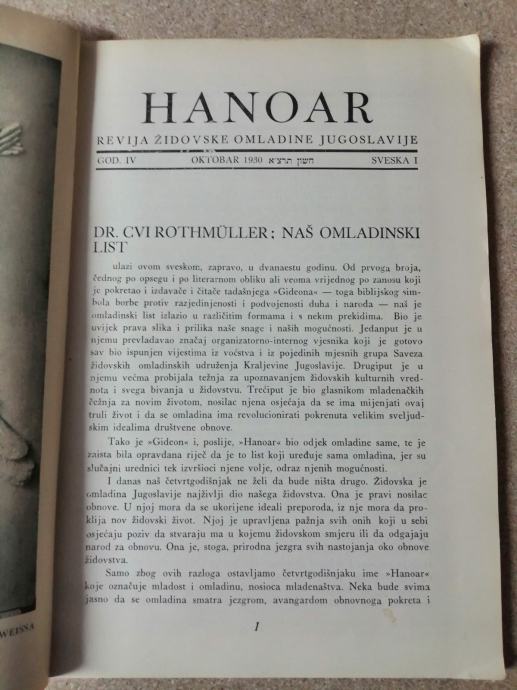 HANOAR
REVIJA ŽIDOVSKE OMLADINE JUGOSLAVIJE
GOD. IV OKTOBAR 1930 חשון תרצ״א SVESKA I
DR. CVI ROTHMÜLLER: NAŠ OMLADINSKI
LIST
ulazi ovom sveskom, zapravo, u dvanaestu godinu. Od prvoga broja,
čednog po opsegu i po literarnom obliku ali veoma vrijednog po zanosu koji
je pokretao i izdavače i čitače tadašnjega »Gideona« — toga biblijskog sim-
bola borbe protiv razjedinjenosti i podvojenosti duha i naroda — naš je
omladinski list izlazio u različitim formama i s nekim prekidima. Bio je
uvijek prava slika i prilika naše snage i naših mogućnosti. Jedanput je u
njemu prevladavao značaj organizatorno-internog vjesnika koji je gotovo
sav bio ispunjen vijestima iz voćstva i iz pojedinih mjesnih grupa Saveza
židovskih omladinskih udruženja Kraljevine Jugoslavije. Drugiput je u
njemu većma probijala težnja za upoznavanjem židovskih kulturnih vred-
nota i svega bivanja u židovstvu. Trećiput je bio glasnikom mlađenačkih
čežnja za novim životom, nosilac njena osjećaja da se ima mijenjati ovaj
truli život i da se omladina ima revolucionirati pokrenuta velikim sveljud-
skim idealima društvene obnove.
Tako je »Gideon« i, poslije, »Hanoar« bio odjek omladine same, te je
zaista bila opravdana riječ da je to list koji uređuje sama omladina, jer su
slučajni urednici tek izvršioci njene volje, odraz njenih mogućnosti.
I danas naš četvrtgodišnjak ne želi da bude ništa drugo. Židovska je
omladina Jugoslavije najživlji dio našega židovstva. Ona je pravi nosilac
obnove. U njoj mora da se ukorijene ideali preporoda, iz nje mora da pro-
klija nov židovski život. Njoj je upravljena pažnja svih onih koji u sebi
osjećaju poziv da stvaraju ma u kojemu židovskom smjeru ili da odgajaju
narod za obnovu. Ona je, stoga, prirodna jezgra svih nastojanja oko obnove
židovstva.
Samo zbog ovih razloga ostavljamo četvrtgodišnjaku ime »Hanoar«
koje označuje mladost i omladinu, nosioca mladenaštva. Neka bude svima
jasno da se omladina smatra jezgrom, avangardom obnovnoga pokreta i
1
WEISSA